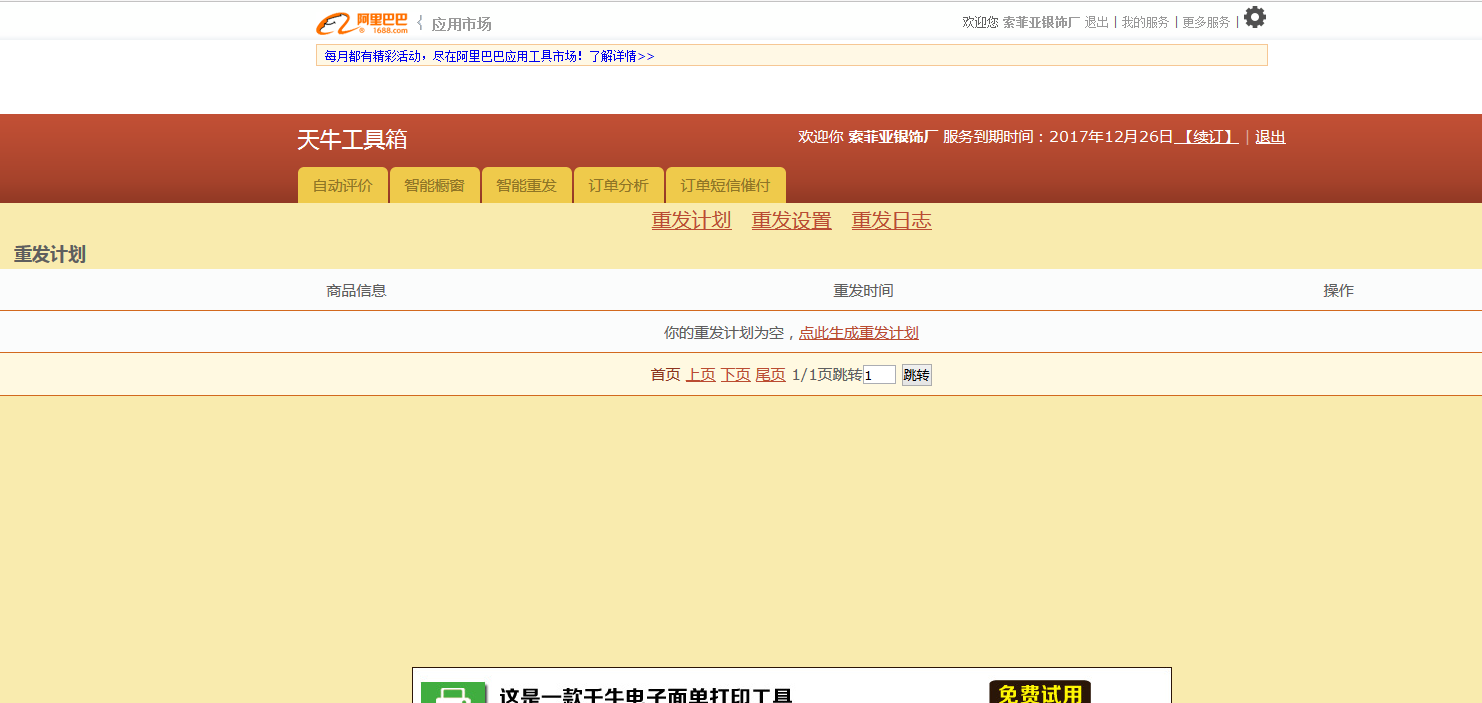 阿里巴巴 1688.com 应用市场 欢迎您 索菲亚银饰厂 退出 | 我的服务 | 更多服务 |
每月都有精彩活动，尽在阿里巴巴应用工具市场！了解详情>>
天牛工具箱 欢迎你 索菲亚银饰厂 服务到期时间：2017年12月26日 【续订】 | 退出
自动评价 智能橱窗 智能重发 订单分析 订单短信催付
重发计划 重发设置 重发日志
重发计划
商品信息 重发时间 操作
你的重发计划为空，点此生成重发计划
首页 上页 下页 尾页 1/1页跳转1 跳转
这是一款千牛电子面单打印工具 免费试用